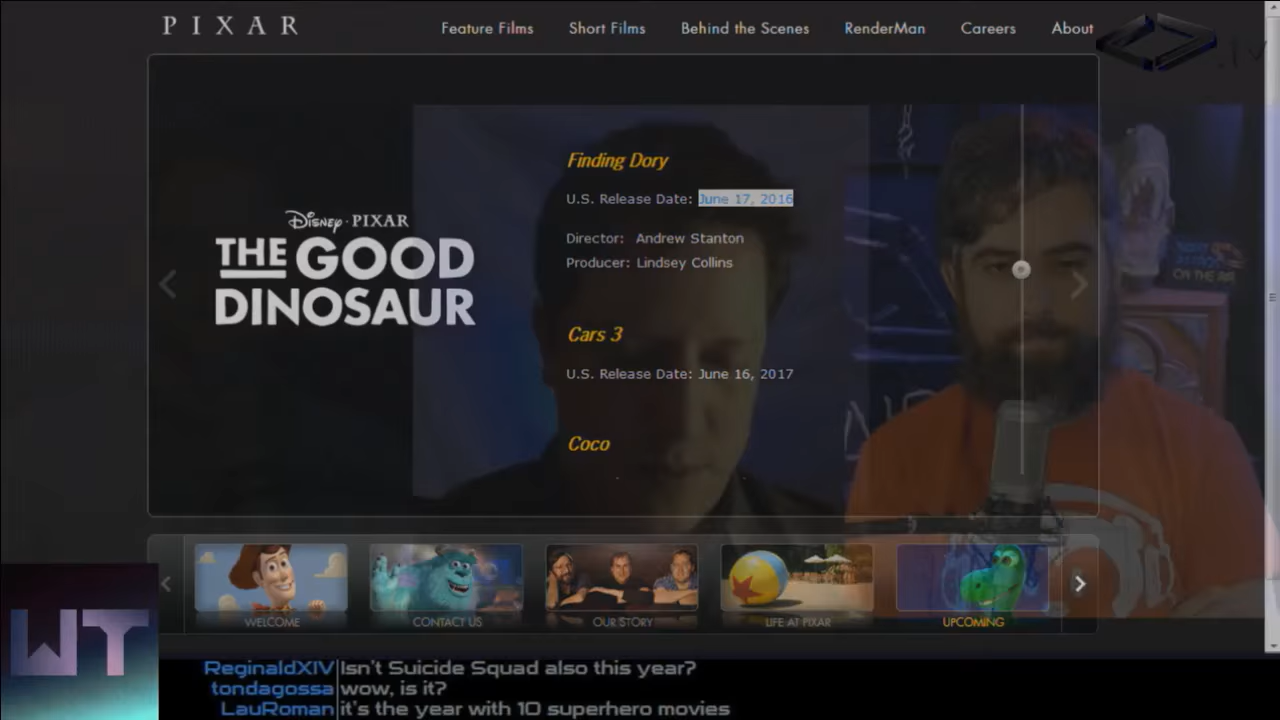 PIXAR
Feature Films
Short Films
Behind the Scenes
RenderMan
Careers
About
.tv
Finding Dory
U.S. Release Date: June 17, 2016
Director: Andrew Stanton
Producer: Lindsey Collins
Disney · PIXAR
THE GOOD
DINOSAUR
Cars 3
U.S. Release Date: June 16, 2017
Coco
WELCOME
CONTACT US
OUR STORY
LIFE AT PIXAR
UPCOMING
WT
ReginaldXIV Isn't Suicide Squad also this year?
tondagossa wow, is it?
LauRoman it's the year with 10 superhero movies